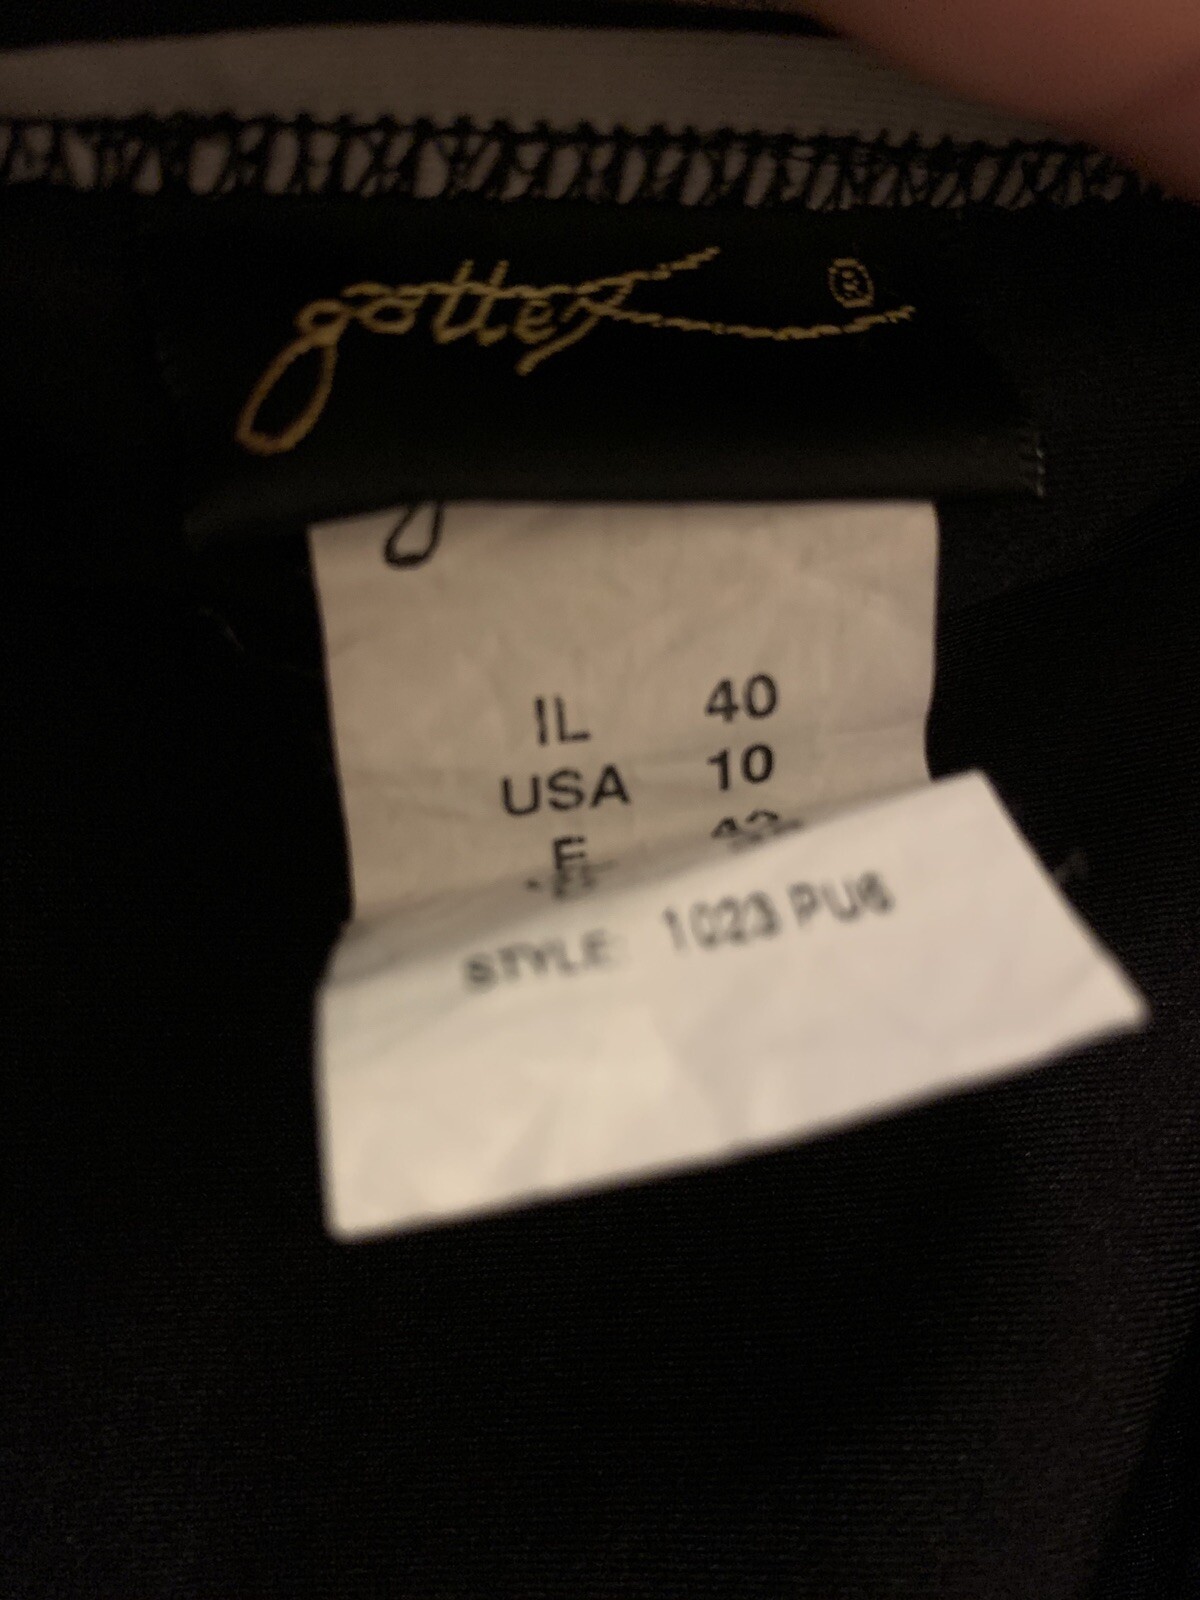 gottex ®
IL 40
USA 10
STYLE: 1023 PU6